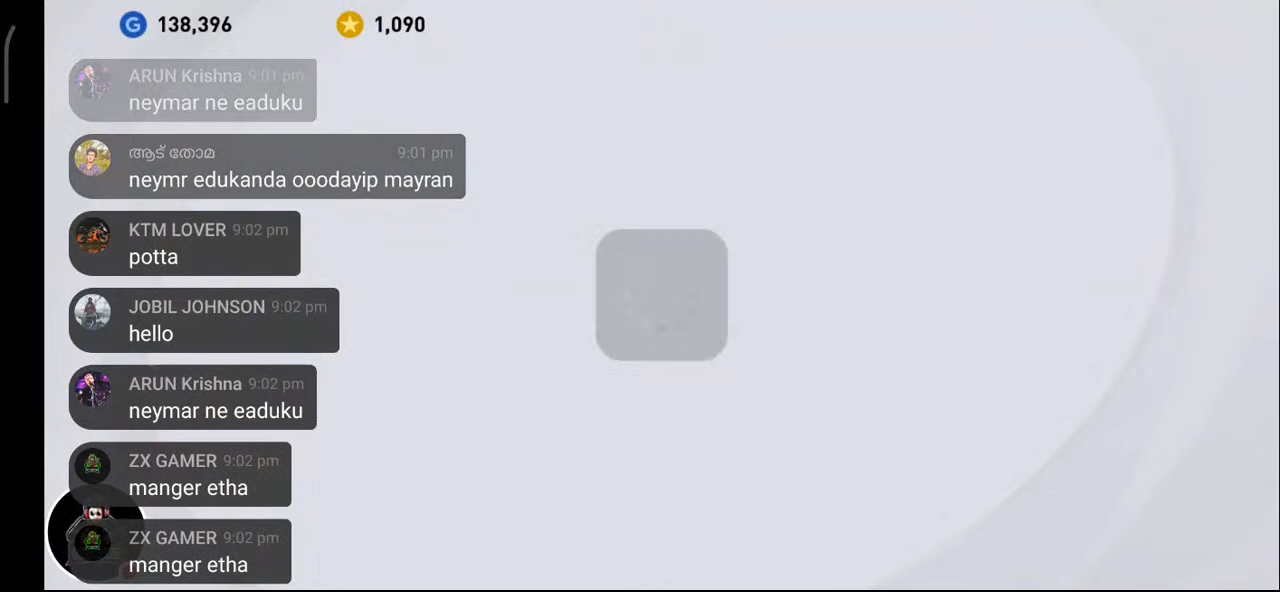 138,396 1,090
ARUN Krishna 9:01 pm
neymar ne eaduku
ആട് തോമ 9:01 pm
neymr edukanda ooodayip mayran
KTM LOVER 9:02 pm
potta
JOBIL JOHNSON 9:02 pm
hello
ARUN Krishna 9:02 pm
neymar ne eaduku
ZX GAMER 9:02 pm
manger etha
ZX GAMER 9:02 pm
manger etha